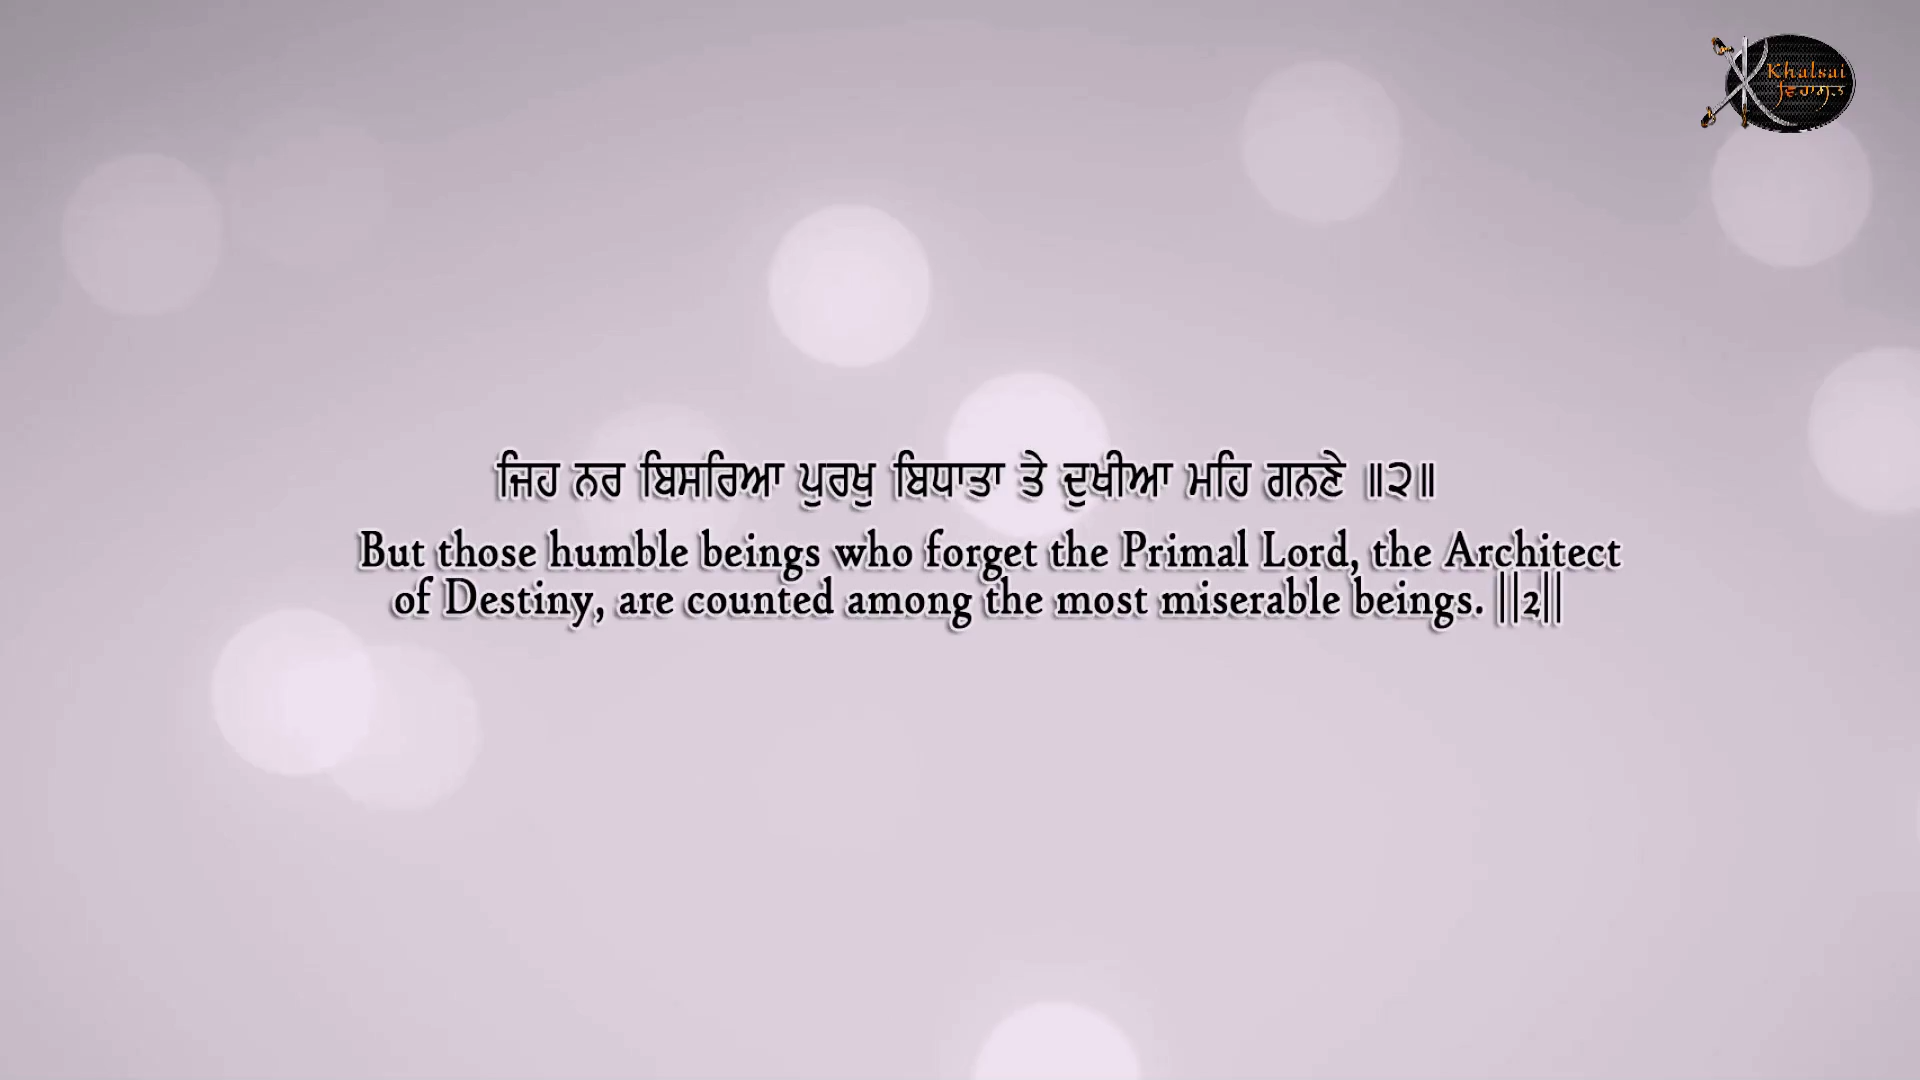 Khalsai
ਵਿਰਾਸਤ
ਜਿਹ ਨਰ ਬਿਸਰਿਆ ਪੁਰਖੁ ਬਿਧਾਤਾ ਤੇ ਦੁਖੀਆ ਮਹਿ ਗਨਣੇ ॥੨॥
But those humble beings who forget the Primal Lord, the Architect
of Destiny, are counted among the most miserable beings. ||2||